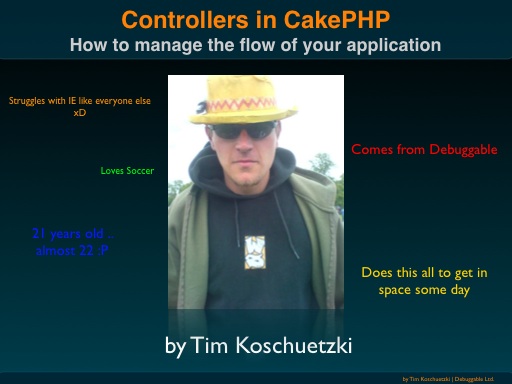 Controllers in CakePHP
How to manage the flow of your application
Struggles with IE like everyone else
xD
Comes from Debuggable
Loves Soccer
21 years old ..
almost 22 :P
Does this all to get in
space some day
by Tim Koschuetzki
by Tim Koschuetzki | Debuggable Ltd.